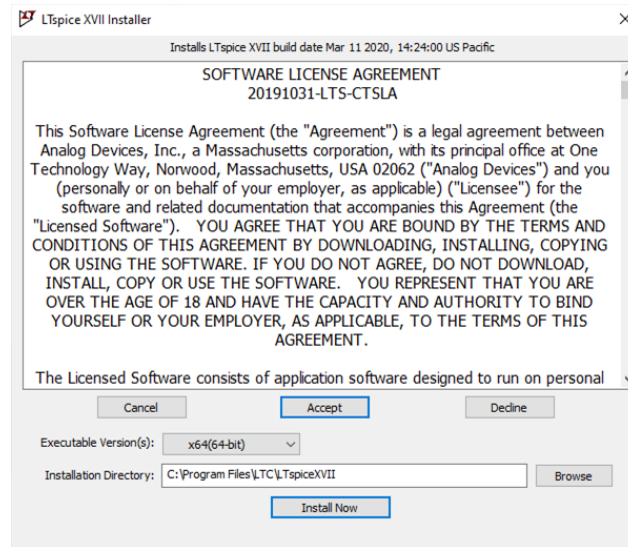 LTspice XVII Installer
Installs LTspice XVII build date Mar 11 2020, 14:24:00 US Pacific
SOFTWARE LICENSE AGREEMENT
20191031-LTS-CTSLA
This Software License Agreement (the "Agreement") is a legal agreement between
Analog Devices, Inc., a Massachusetts corporation, with its principal office at One
Technology Way, Norwood, Massachusetts, USA 02062 ("Analog Devices") and you
(personally or on behalf of your employer, as applicable) ("Licensee") for the
software and related documentation that accompanies this Agreement (the
"Licensed Software"). YOU AGREE THAT YOU ARE BOUND BY THE TERMS AND
CONDITIONS OF THIS AGREEMENT BY DOWNLOADING, INSTALLING, COPYING
OR USING THE SOFTWARE. IF YOU DO NOT AGREE, DO NOT DOWNLOAD,
INSTALL, COPY OR USE THE SOFTWARE. YOU REPRESENT THAT YOU ARE
OVER THE AGE OF 18 AND HAVE THE CAPACITY AND AUTHORITY TO BIND
YOURSELF OR YOUR EMPLOYER, AS APPLICABLE, TO THE TERMS OF THIS
AGREEMENT.
The Licensed Software consists of application software designed to run on personal
Cancel Accept Decline
Executable Version(s): x64(64-bit)
Installation Directory: C:\Program Files\LTC\LTspiceXVII Browse
Install Now